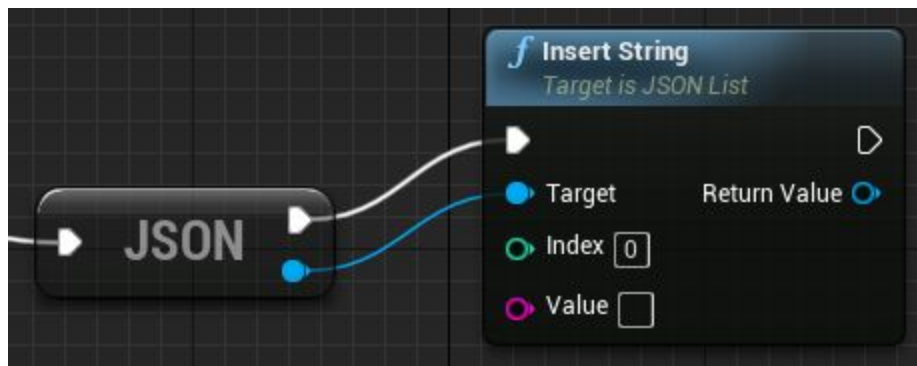 f Insert String
Target is JSON List
JSON
Target Return Value
Index 0
Value